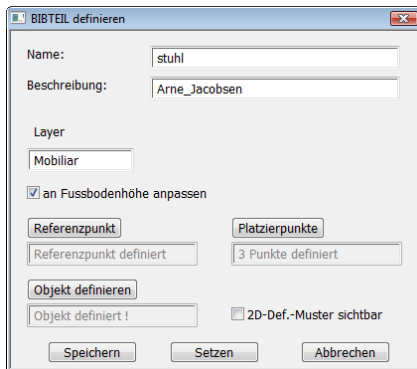 BIBTEIL definieren
Name: stuhl
Beschreibung: Arne_Jacobsen
Layer
Mobiliar
an Fussbodenhöhe anpassen
Referenzpunkt Platzierpunkte
Referenzpunkt definiert 3 Punkte definiert
Objekt definieren
Objekt definiert ! 2D-Def.-Muster sichtbar
Speichern Setzen Abbrechen